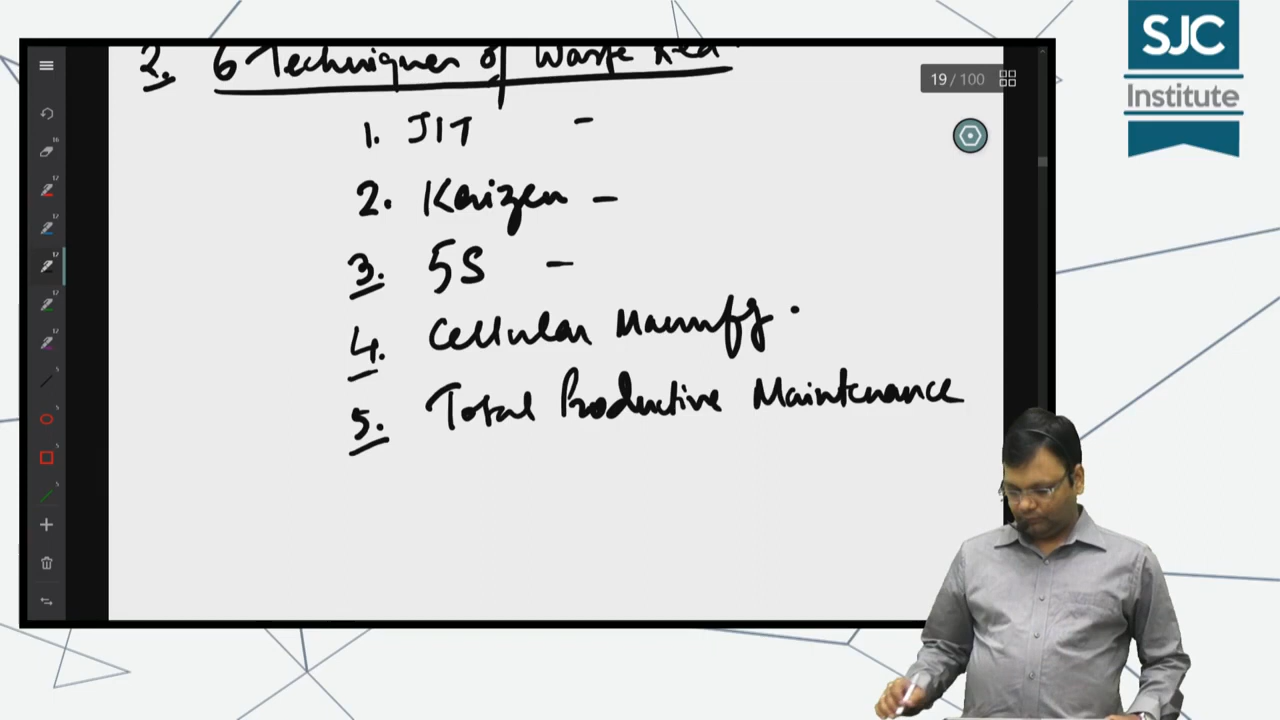 2. 6 Techniques of Waste Red.
19 / 100
1. JIT -
2. Kaizen -
3. 5S -
4. Cellular Manufg.
5. Total Productive Maintenance
SJC
Institute